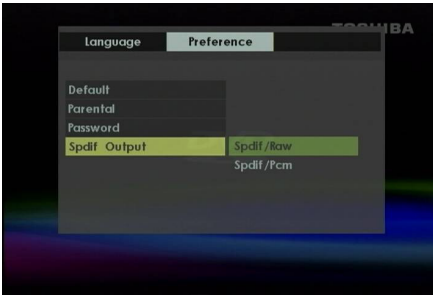 TOSHIBA
Language Preference
Default
Parental
Password
Spdif Output Spdif/Raw
Spdif/Pcm